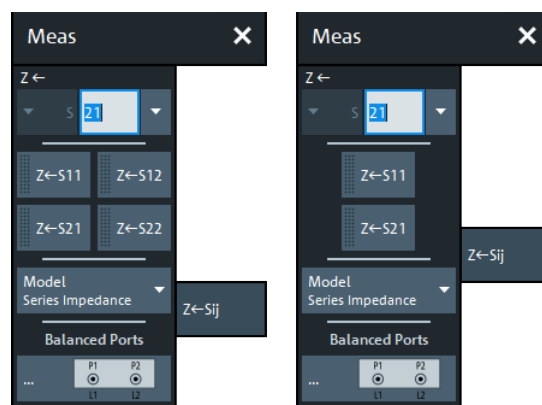 Meas ×
Z ←
S 21
Z←S11 Z←S12
Z←S21 Z←S22
Model
Series Impedance
Z←Sij
Balanced Ports
... P1 P2
L1 L2
Meas ×
Z ←
S 21
Z←S11
Z←S21
Z←Sij
Model
Series Impedance
Balanced Ports
... P1 P2
L1 L2